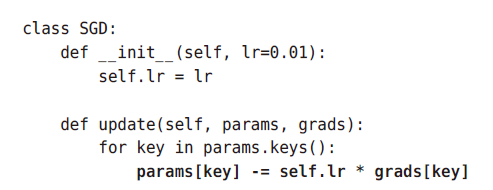 class SGD:
    def __init__(self, lr=0.01):
        self.lr = lr

    def update(self, params, grads):
        for key in params.keys():
            params[key] -= self.lr * grads[key]